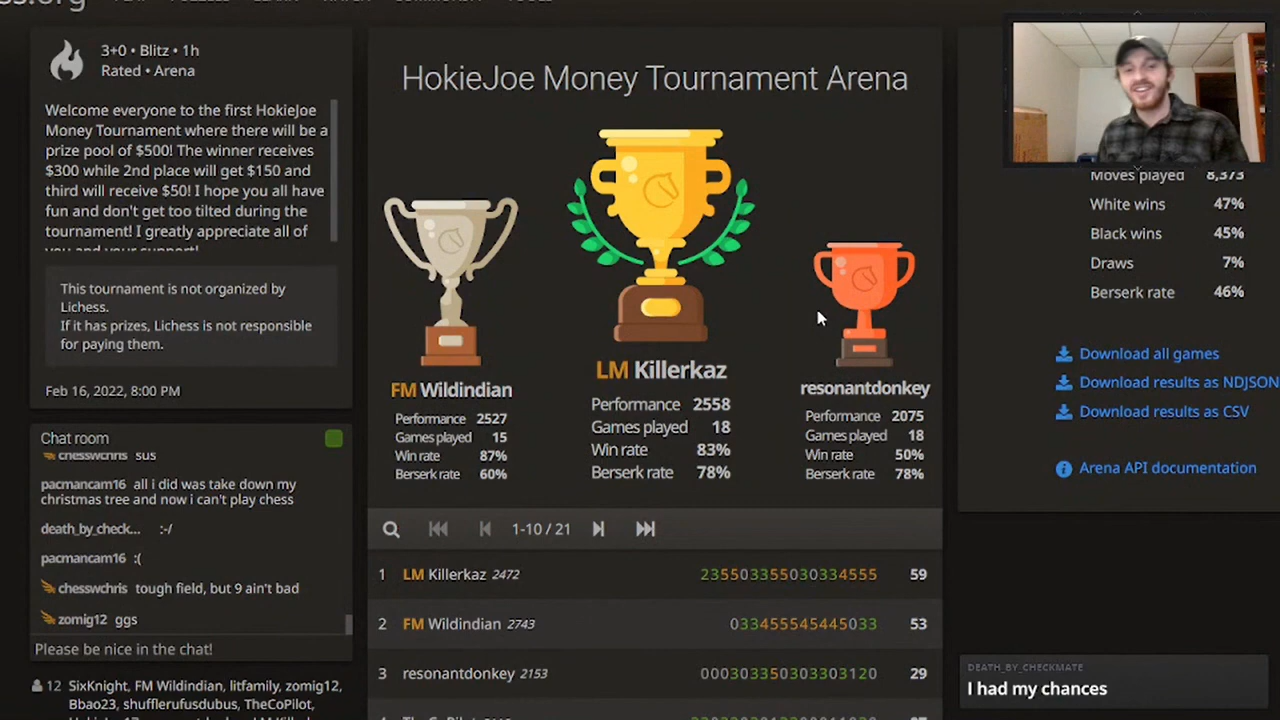 3+0 • Blitz • 1h
Rated • Arena
Welcome everyone to the first HokieJoe
Money Tournament where there will be a
prize pool of $500! The winner receives
$300 while 2nd place will get $150 and
third will receive $50! I hope you all have
fun and don't get too tilted during the
tournament! I greatly appreciate all of
you and your support!
This tournament is not organized by
Lichess.
If it has prizes, Lichess is not responsible
for paying them.
Feb 16, 2022, 8:00 PM
Chat room
chesswchris sus
pacmancam16 all i did was take down my
christmas tree and now i can't play chess
death_by_check... :-/
pacmancam16 :(
chesswchris tough field, but 9 ain't bad
zomig12 ggs
Please be nice in the chat!
12 SixKnight, FM Wildindian, litfamily, zomig12,
Bbao23, shufflerufusdubus, TheCoPilot,
HokieJoe Money Tournament Arena
FM Wildindian
Performance 2527
Games played 15
Win rate 87%
Berserk rate 60%
LM Killerkaz
Performance 2558
Games played 18
Win rate 83%
Berserk rate 78%
resonantdonkey
Performance 2075
Games played 18
Win rate 50%
Berserk rate 78%
1-10 / 21
1 LM Killerkaz 2472 235503355030334555 59
2 FM Wildindian 2743 033455545445033 53
3 resonantdonkey 2153 000303350303303120 29
Moves played 8,373
White wins 47%
Black wins 45%
Draws 7%
Berserk rate 46%
Download all games
Download results as NDJSON
Download results as CSV
Arena API documentation
DEATH_BY_CHECKMATE
I had my chances